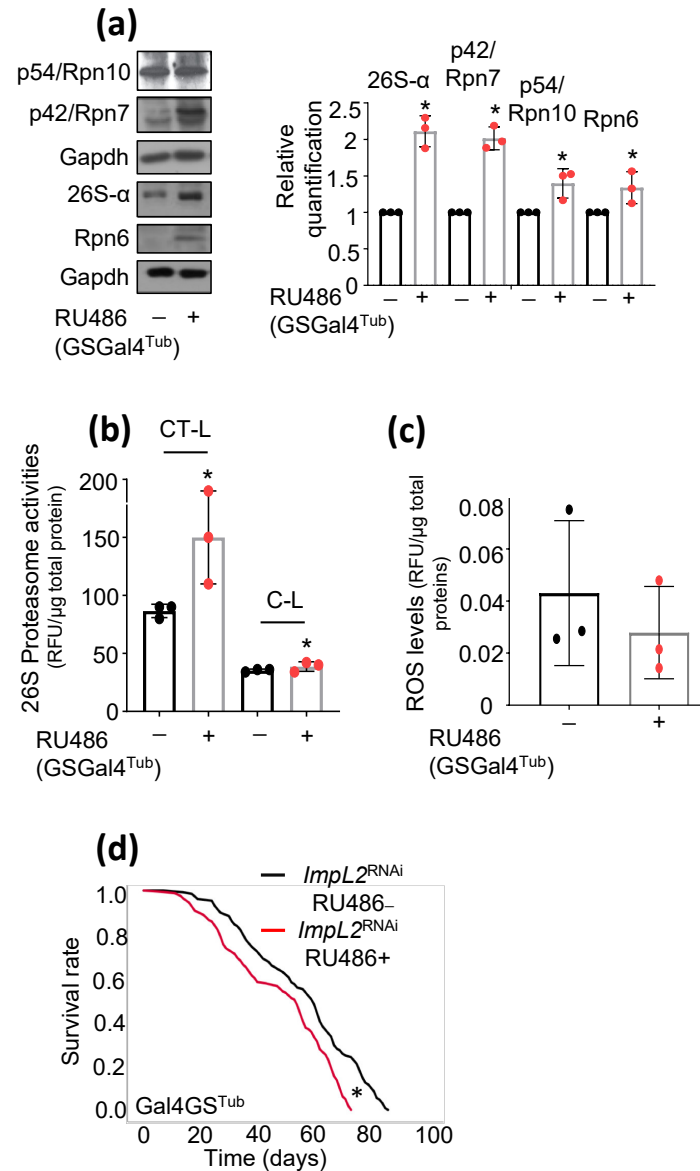 (a)
p54/Rpn10
p42/Rpn7
Gapdh
26S-α
Rpn6
Gapdh
RU486 – +
(GSGal4Tub)
Relative
quantification
26S-α
p42/
Rpn7
p54/
Rpn10
Rpn6
* * * *
2.5
2
1.5
1
0.5
0
RU486 – + – + – + – +
(GSGal4Tub)
(b)
26S Proteasome activities
(RFU/µg total protein)
CT-L
C-L
* *
200
150
100
50
0
RU486 – + – +
(GSGal4Tub)
(c)
ROS levels (RFU/µg total
proteins)
0.08
0.06
0.04
0.02
0
RU486 – +
(GSGal4Tub)
(d)
ImpL2RNAi
RU486–
ImpL2RNAi
RU486+
Survival rate
1.0
0.8
0.6
0.4
0.2
0.0
*
Gal4GSTub
0 20 40 60 80 100
Time (days)